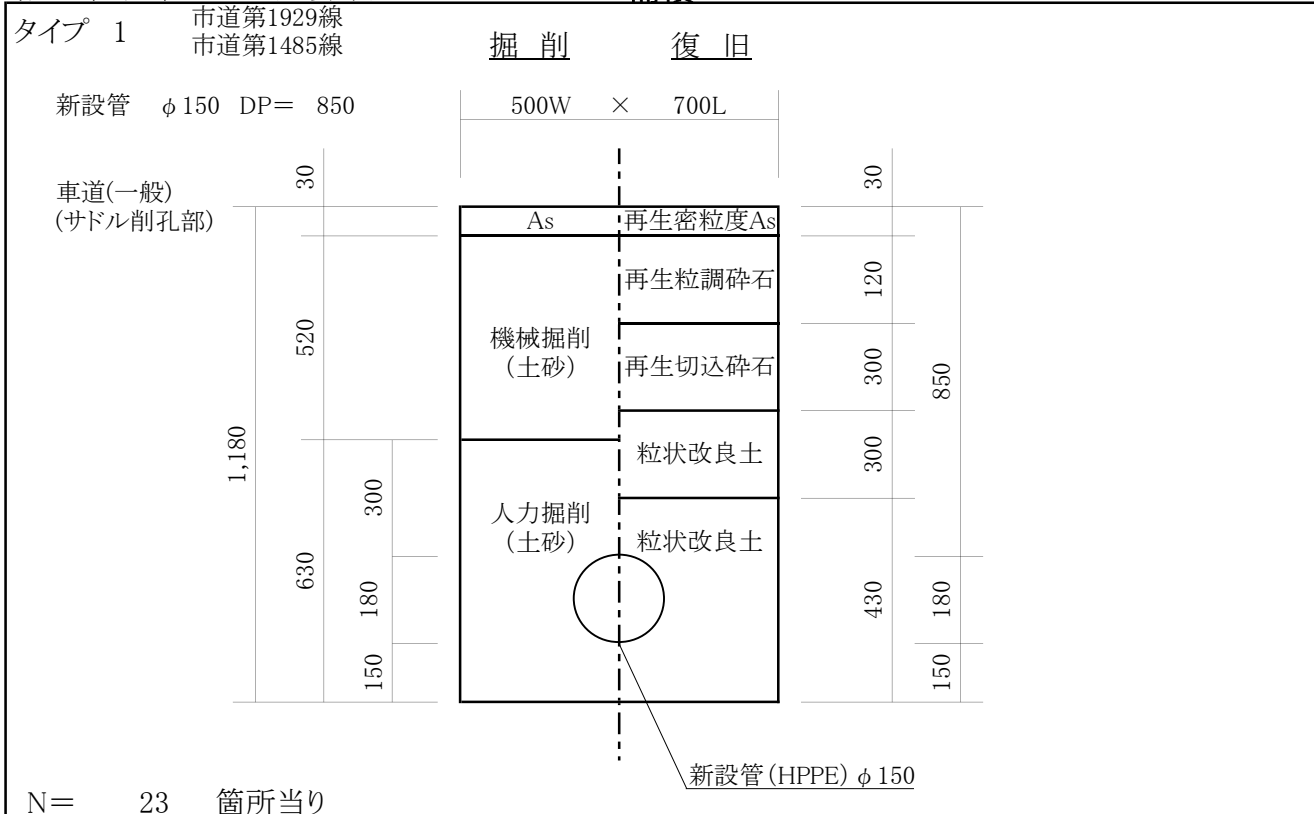 タイプ 1
市道第1929線
市道第1485線
掘 削 復 旧
新設管 φ150 DP= 850
500W × 700L
車道(一般)
(サドル削孔部)
30
30
As
再生密粒度As
再生粒調砕石
120
520
機械掘削
(土砂)
再生切込砕石
300
850
1,180
粒状改良土
300
300
人力掘削
(土砂)
粒状改良土
630
180
430
180
150
150
新設管(HPPE)φ150
N= 23 箇所当り